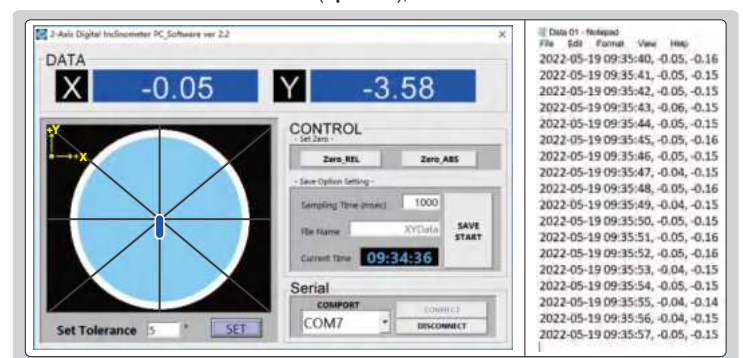 2-Axis Digital Inclinometer PC_Software ver 2.2
DATA
X -0.05 Y -3.58
+Y
+X
CONTROL
- Set Zero -
Zero_REL Zero_ABS
- Save Option Setting -
Sampling Time (msec) 1000
File Name XYData
SAVE START
Current Time 09:34:36
Serial
COMPORT
COM7
CONNECT
DISCONNECT
Set Tolerance 5 ° SET
Data 01 - Notepad
File Edit Format View Help
2022-05-19 09:35:40, -0.05, -0.16
2022-05-19 09:35:41, -0.05, -0.15
2022-05-19 09:35:42, -0.05, -0.15
2022-05-19 09:35:43, -0.06, -0.15
2022-05-19 09:35:44, -0.05, -0.15
2022-05-19 09:35:45, -0.05, -0.16
2022-05-19 09:35:46, -0.05, -0.15
2022-05-19 09:35:47, -0.04, -0.15
2022-05-19 09:35:48, -0.05, -0.16
2022-05-19 09:35:49, -0.04, -0.15
2022-05-19 09:35:50, -0.05, -0.15
2022-05-19 09:35:51, -0.05, -0.16
2022-05-19 09:35:52, -0.05, -0.16
2022-05-19 09:35:53, -0.04, -0.15
2022-05-19 09:35:54, -0.05, -0.15
2022-05-19 09:35:55, -0.04, -0.14
2022-05-19 09:35:56, -0.04, -0.15
2022-05-19 09:35:57, -0.05, -0.15